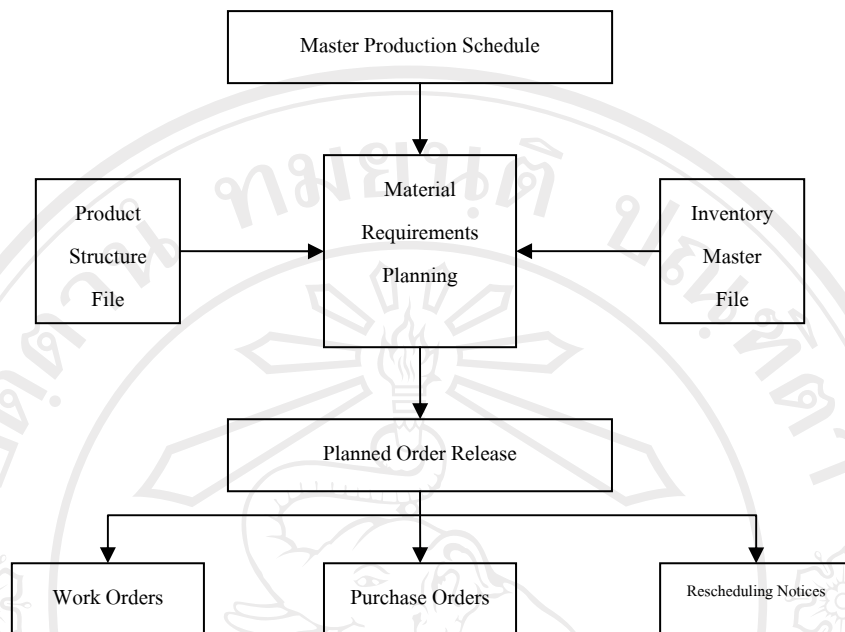 Master Production Schedule
Product
Structure
File
Material
Requirements
Planning
Inventory
Master
File
Planned Order Release
Work Orders
Purchase Orders
Rescheduling Notices